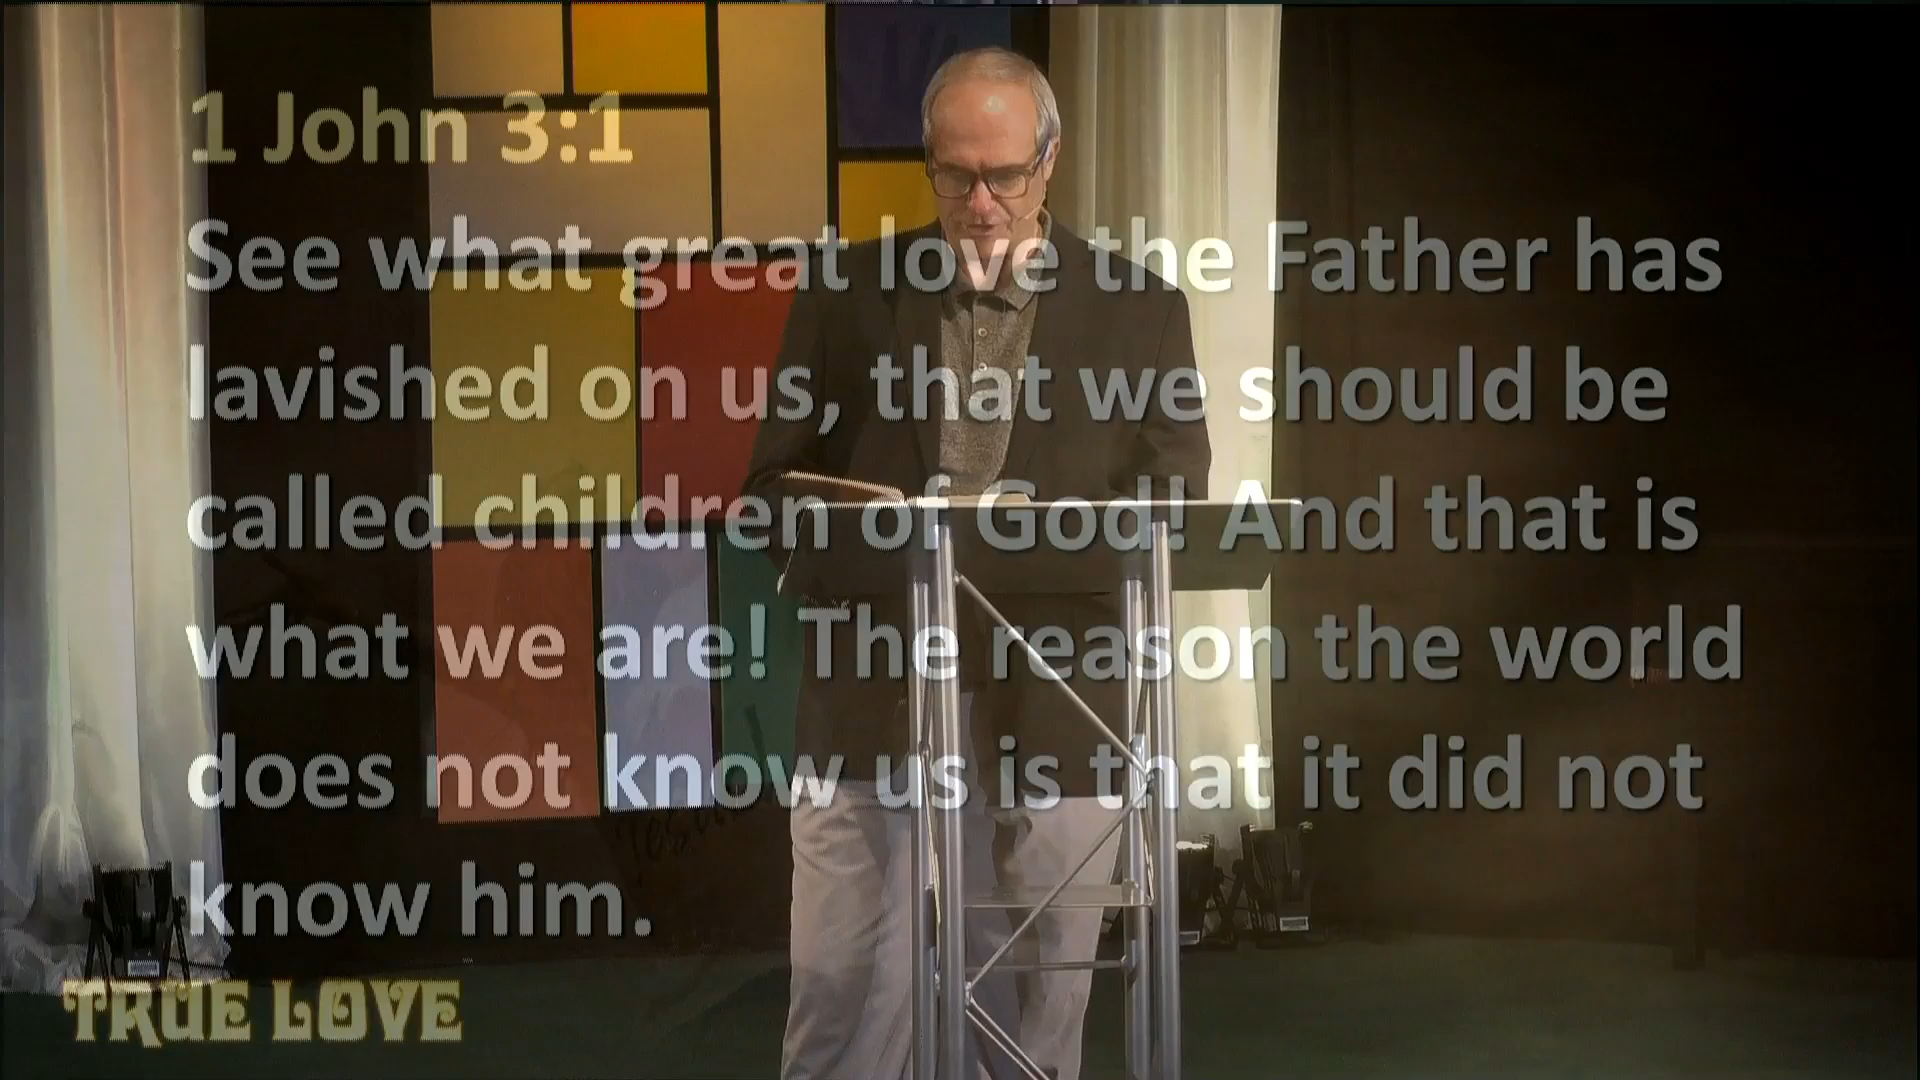 1 John 3:1
See what great love the Father has
lavished on us, that we should be
called children of God! And that is
what we are! The reason the world
does not know us is that it did not
know him.
TRUE LOVE